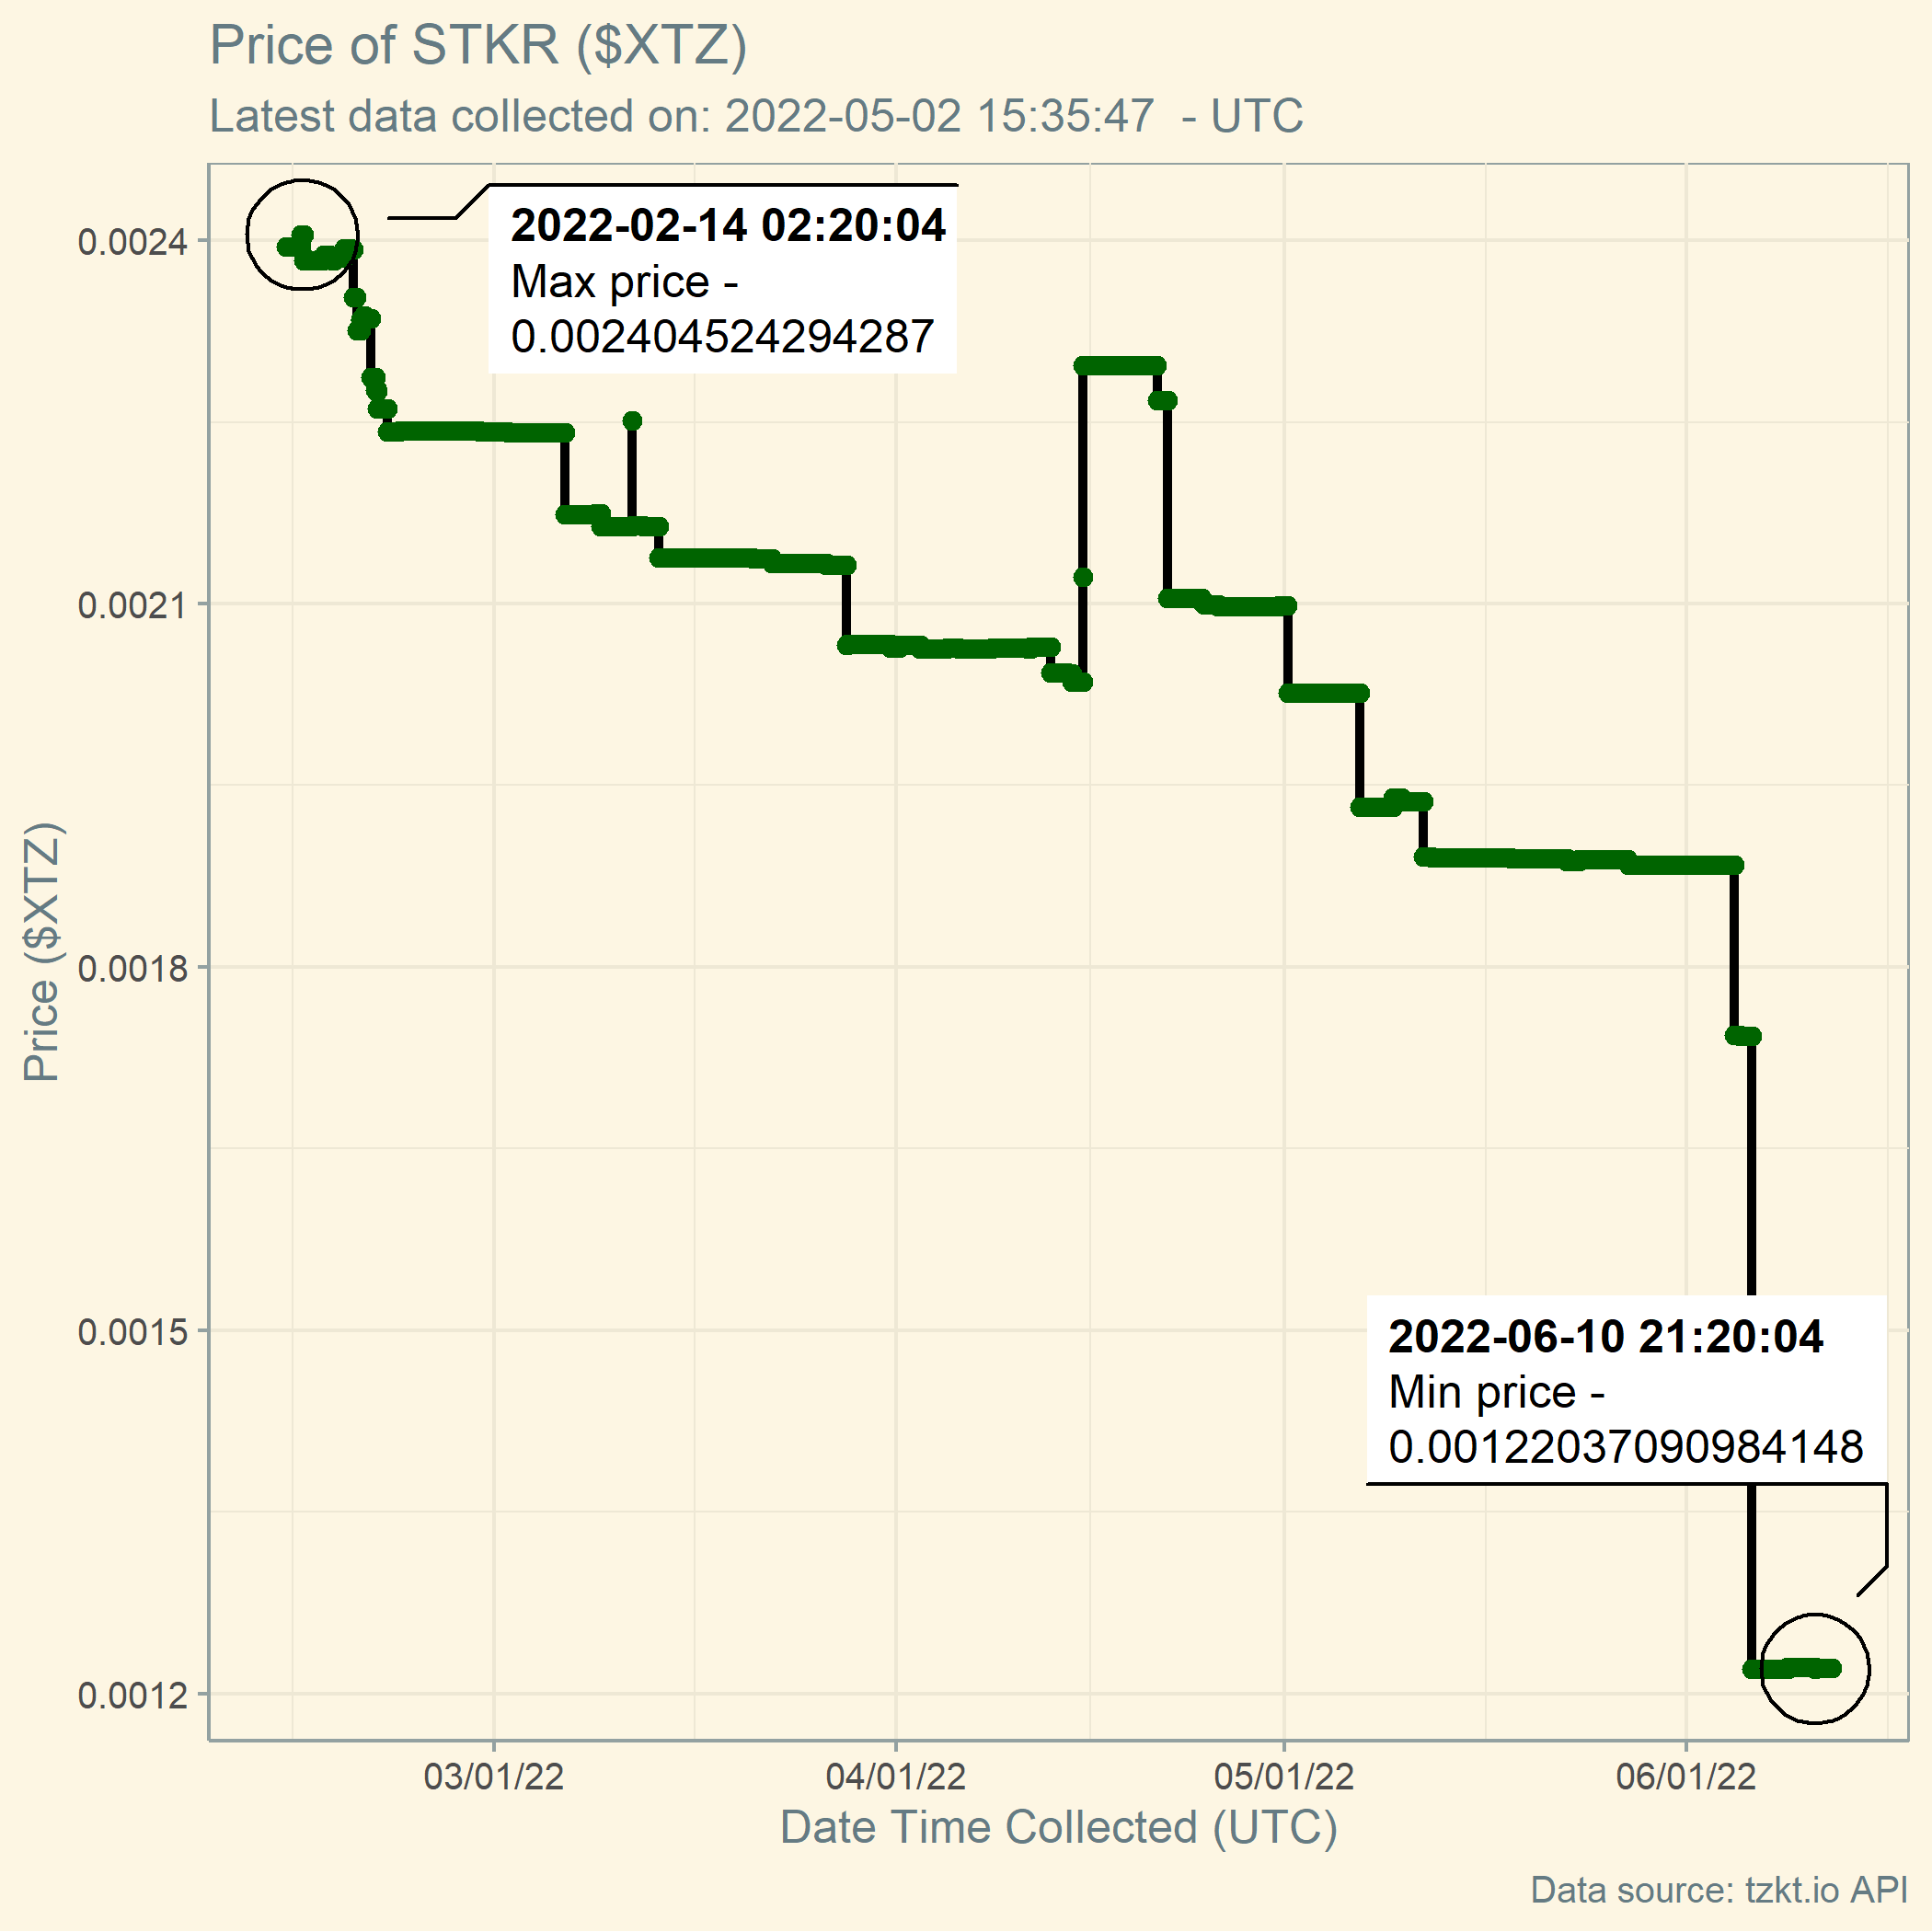 Price of STKR ($XTZ)
Latest data collected on: 2022-05-02 15:35:47  - UTC
2022-02-14 02:20:04
Max price -
0.002404524294287
0.0024
0.0021
0.0018
0.0015
0.0012
Price ($XTZ)
2022-06-10 21:20:04
Min price -
0.00122037090984148
03/01/22
04/01/22
05/01/22
06/01/22
Date Time Collected (UTC)
Data source: tzkt.io API